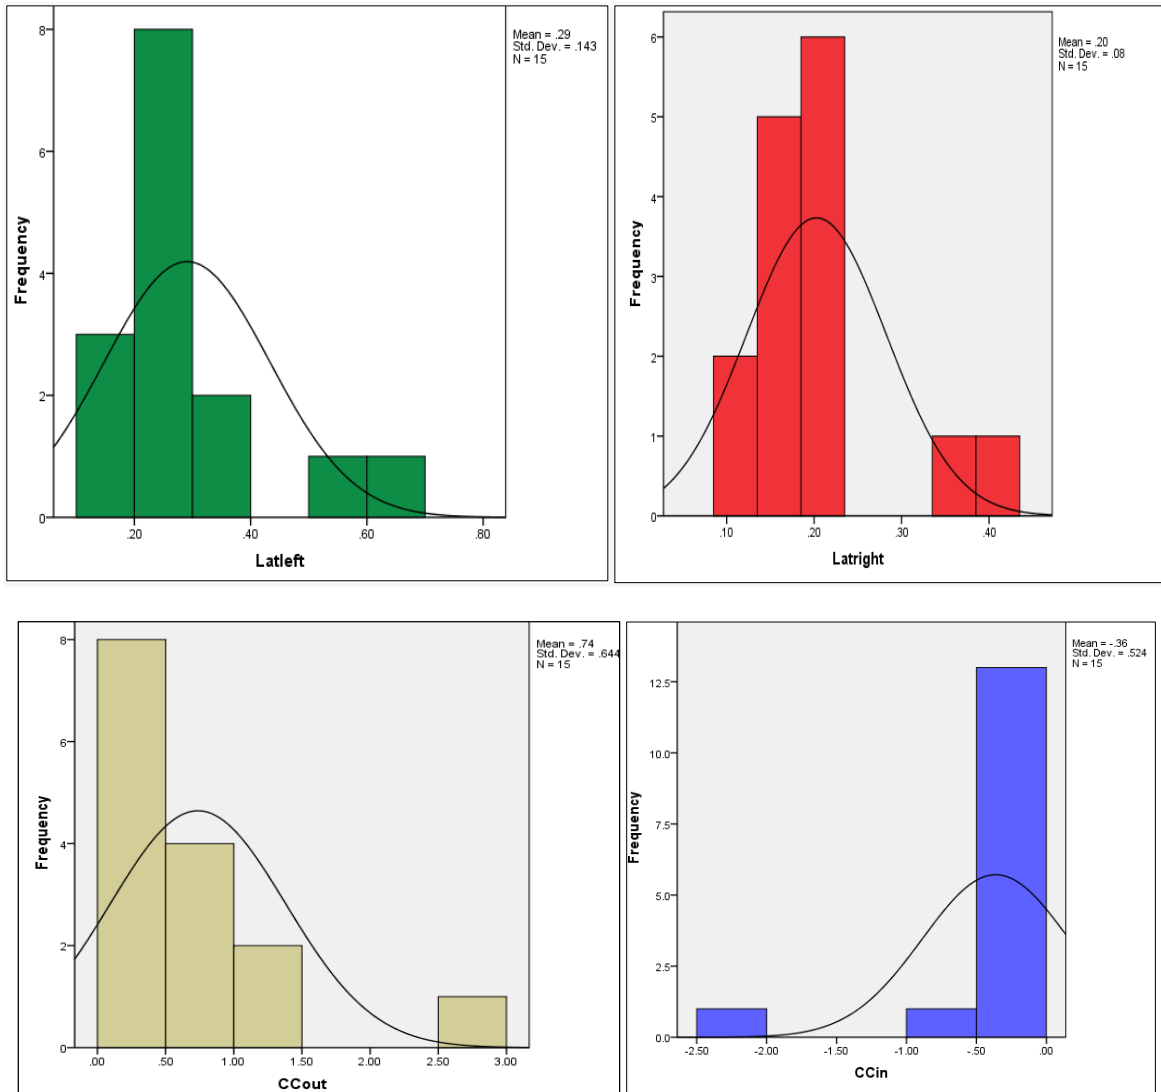 Mean = .29
Std. Dev. = .143
N = 15
Frequency
8
6
4
2
0
.20 .40 .60 .80
Latleft
Mean = .20
Std. Dev. = .08
N = 15
Frequency
6
5
4
3
2
1
0
.10 .20 .30 .40
Latright
Mean = .74
Std. Dev. = .644
N = 15
Frequency
8
6
4
2
0
.00 .50 1.00 1.50 2.00 2.50 3.00
CCout
Mean = -.36
Std. Dev. = .524
N = 15
Frequency
12.5
10.0
7.5
5.0
2.5
0.0
-2.50 -2.00 -1.50 -1.00 -.50 .00
CCin